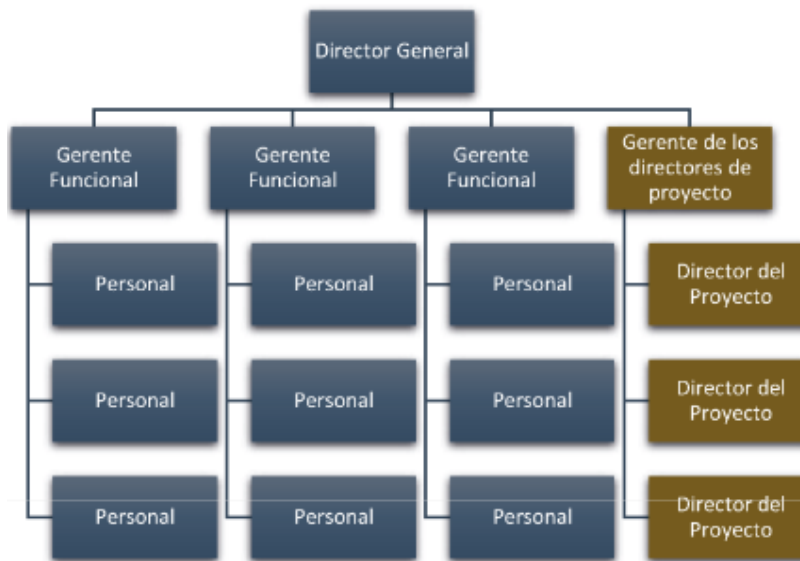 Director General
Gerente
Funcional
Gerente
Funcional
Gerente
Funcional
Gerente de los
directores de
proyecto
Personal
Personal
Personal
Director del
Proyecto
Personal
Personal
Personal
Director del
Proyecto
Personal
Personal
Personal
Director del
Proyecto